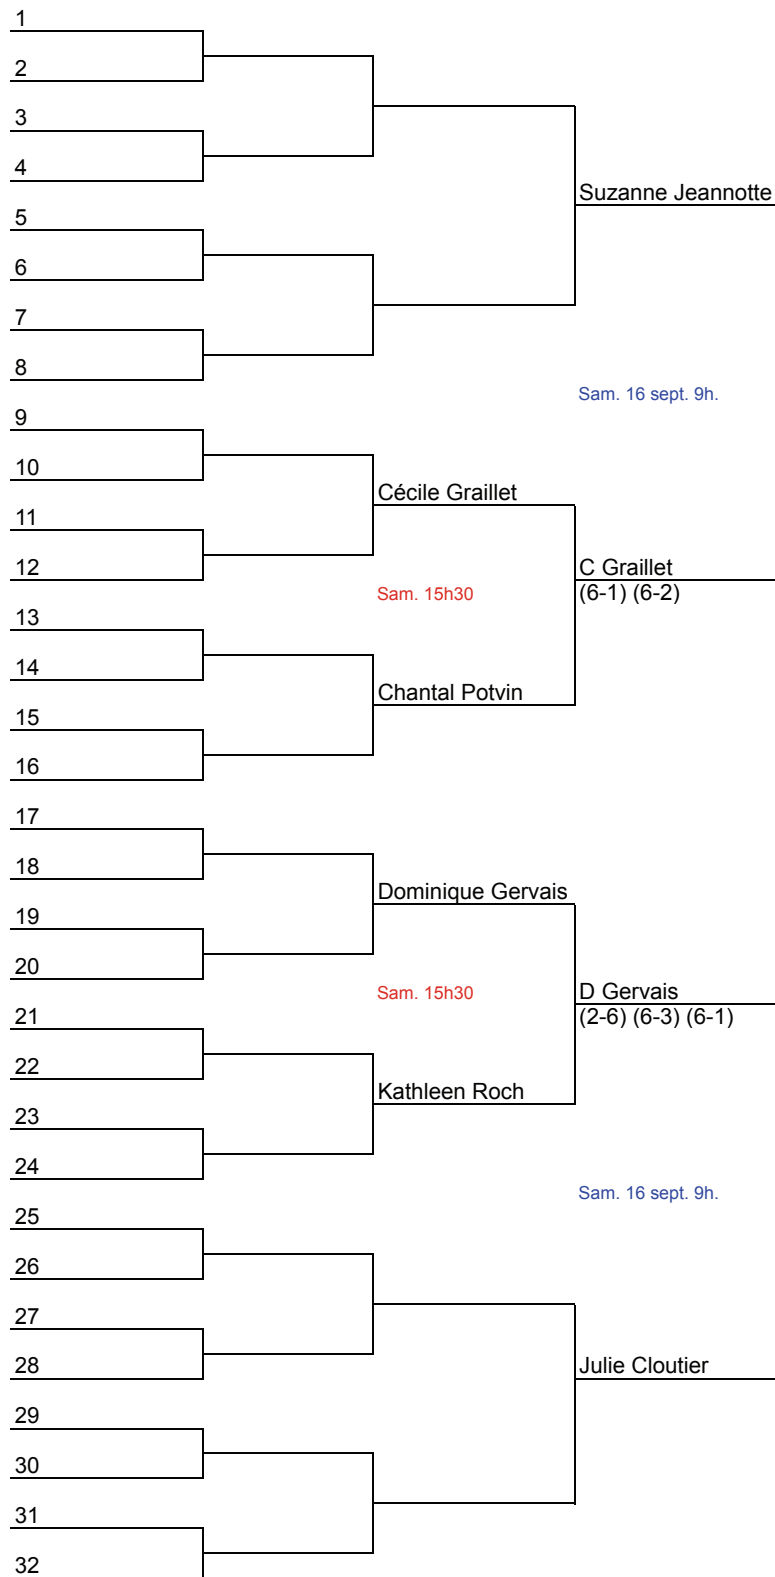 1
2
3
4
Suzanne Jeannotte
5
6
7
8
Sam. 16 sept. 9h.
9
10
Cécile Graillet
11
12
C Graillet
Sam. 15h30
(6-1) (6-2)
13
14
Chantal Potvin
15
16
17
18
Dominique Gervais
19
20
Sam. 15h30
D Gervais
21
(2-6) (6-3) (6-1)
22
Kathleen Roch
23
24
Sam. 16 sept. 9h.
25
26
27
28
Julie Cloutier
29
30
31
32